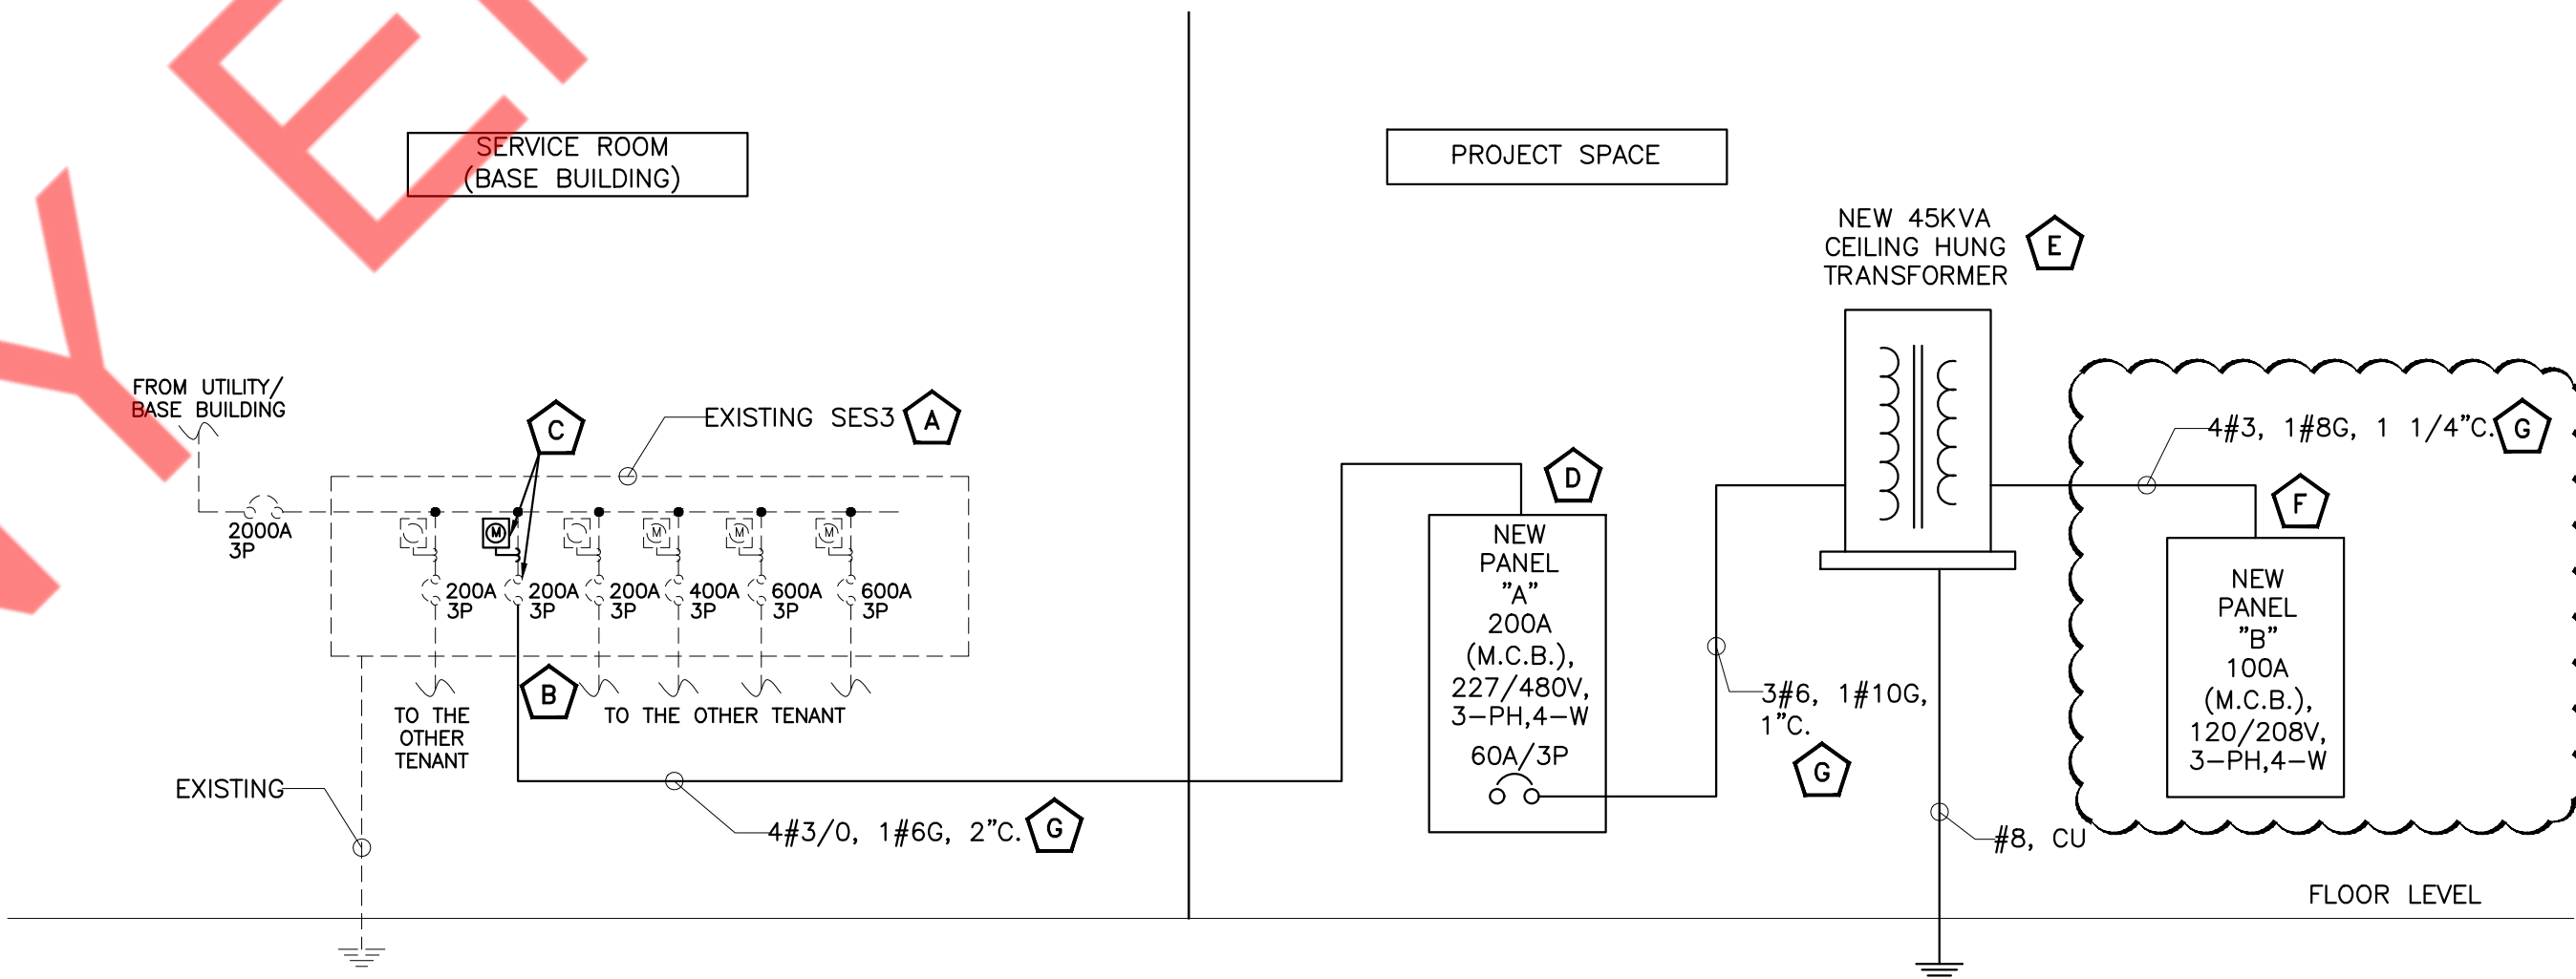 SERVICE ROOM
(BASE BUILDING)
PROJECT SPACE
NEW 45KVA
CEILING HUNG
TRANSFORMER
E
FROM UTILITY/
BASE BUILDING
C
EXISTING SES3
A
4#3, 1#8G, 1 1/4”C.
G
D
F
2000A
3P
M
M
M
M
200A
3P
200A
3P
200A
3P
400A
3P
600A
3P
600A
3P
NEW
PANEL
”A”
200A
(M.C.B.),
227/480V,
3-PH,4-W
60A/3P
NEW
PANEL
”B”
100A
(M.C.B.),
120/208V,
3-PH,4-W
B
TO THE
OTHER
TENANT
TO THE OTHER TENANT
3#6, 1#10G,
1”C.
G
EXISTING
4#3/0, 1#6G, 2”C.
G
#8, CU
FLOOR LEVEL